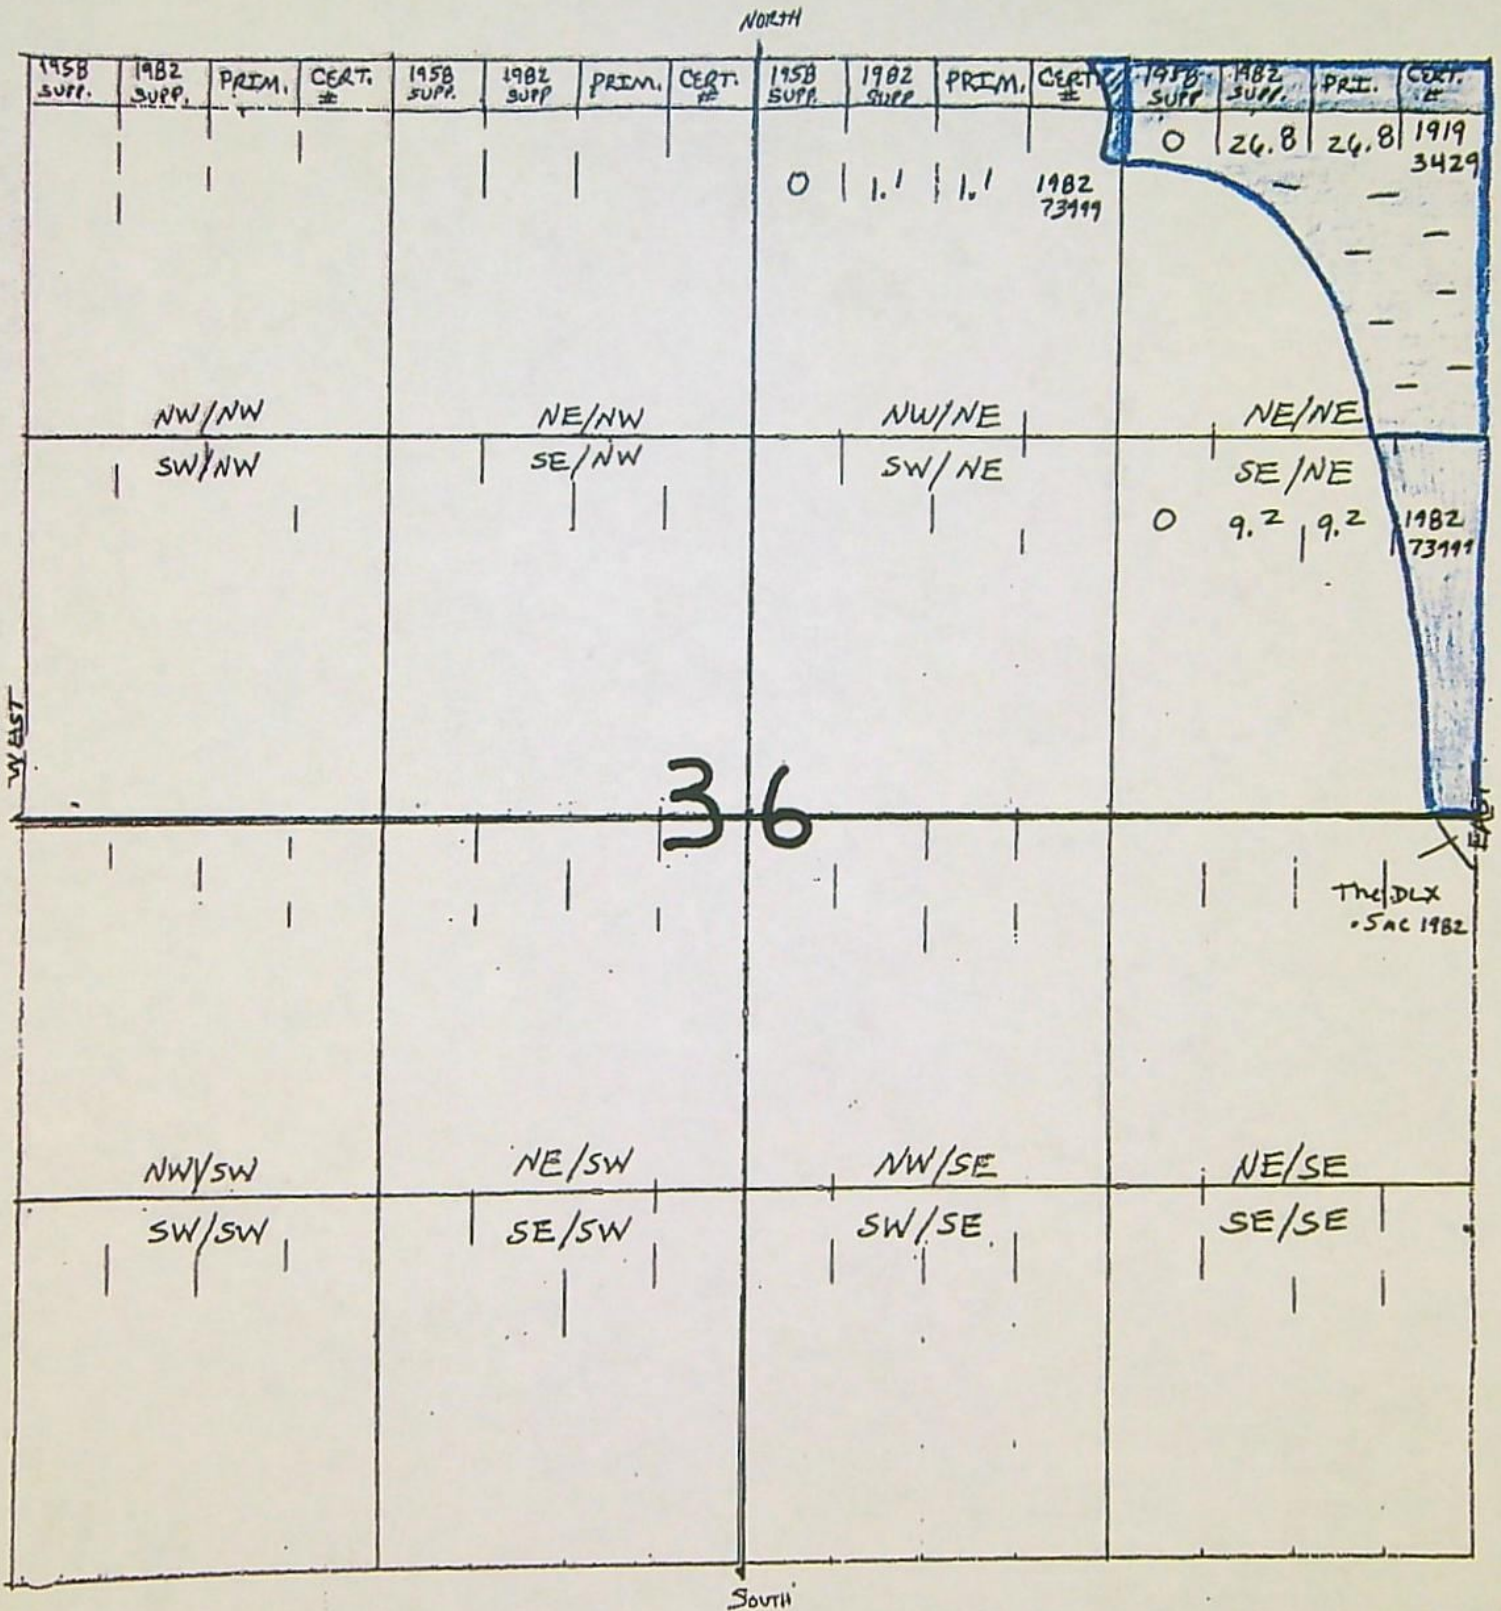 NORTH
1958 SUPP. 1982 SUPP. PRIM. CERT. # 1958 SUPP. 1982 SUPP PRIM. CERT. # 1958 SUPP. 1982 SUPP PRIM. CERT. # 1958 SUPP 1982 SUPP. PRI. CERT. #
0 26.8 26.8 1919
3429
0 1.1 1.1 1982
73499
NW/NW NE/NW NW/NE NE/NE
SW/NW SE/NW SW/NE SE/NE
0 9.2 9.2 1982
73499
WEST
36
EAST
The DLX
.5 AC 1982
NW/SW NE/SW NW/SE NE/SE
SW/SW SE/SW SW/SE SE/SE
SOUTH